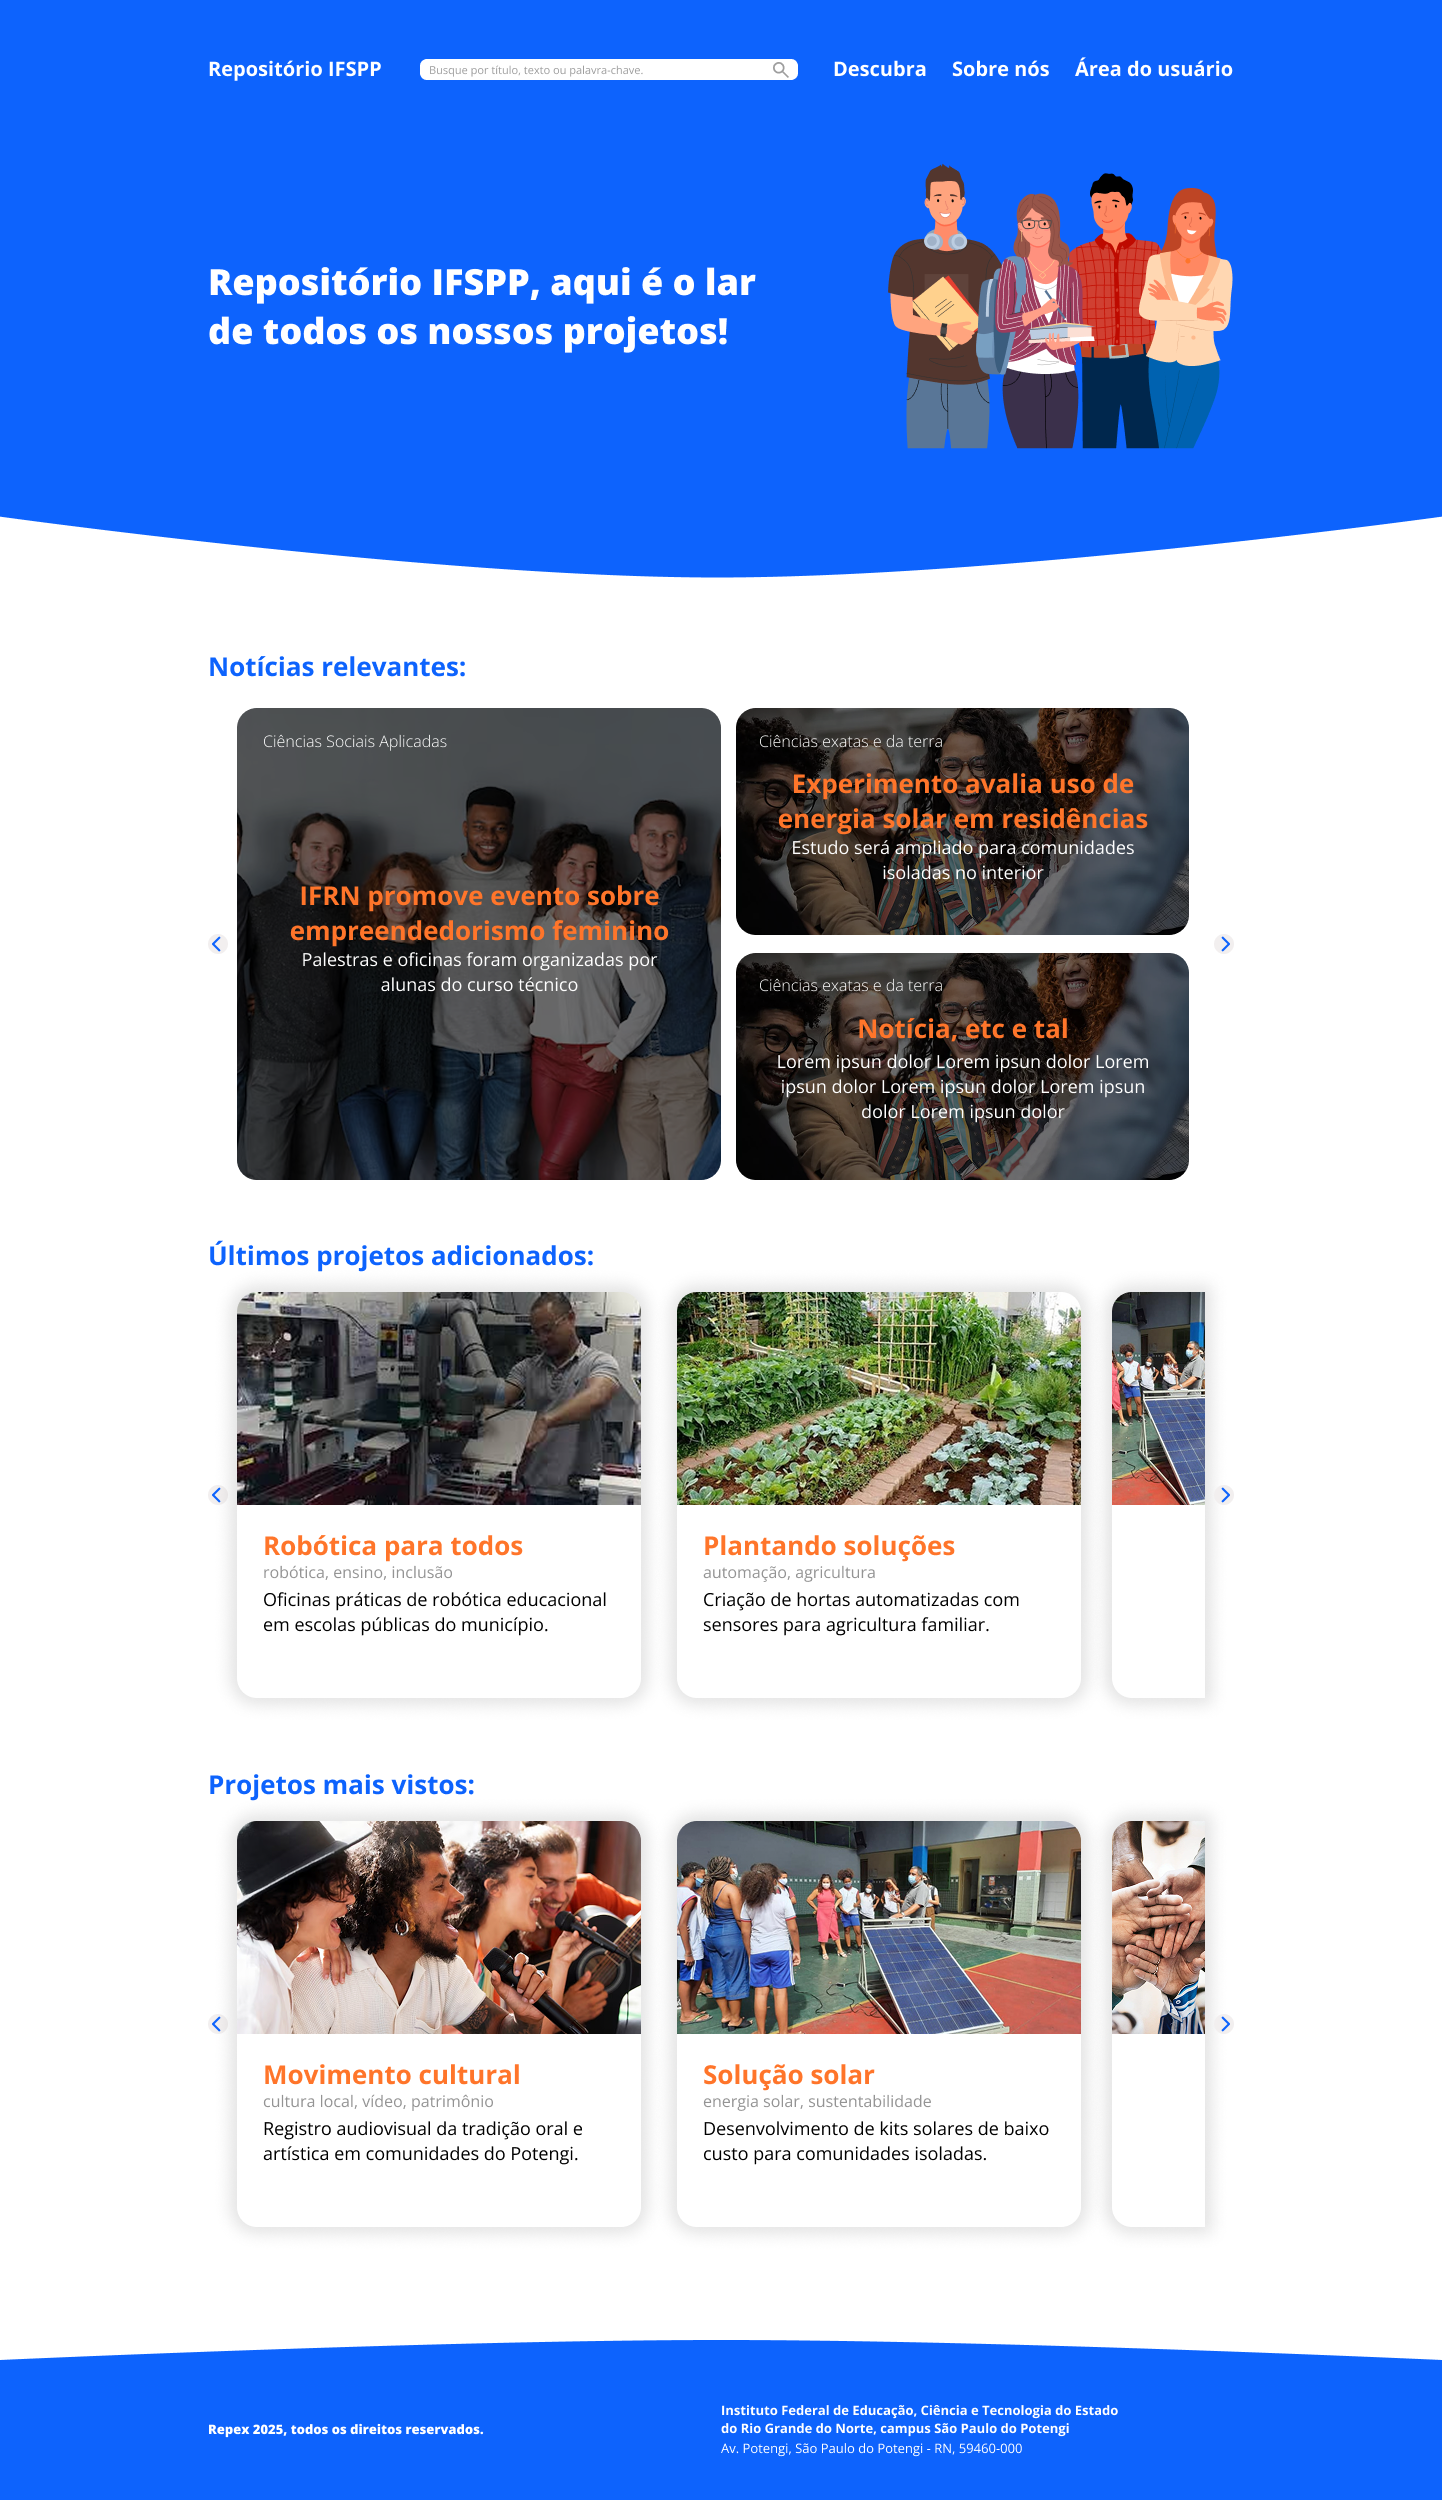 Repositório IFSPP
Busque por título, texto ou palavra-chave.
Descubra
Sobre nós
Área do usuário
Repositório IFSPP, aqui é o lar
de todos os nossos projetos!
Notícias relevantes:
Ciências Sociais Aplicadas
IFRN promove evento sobre
empreendedorismo feminino
Palestras e oficinas foram organizadas por
alunas do curso técnico
Ciências exatas e da terra
Experimento avalia uso de
energia solar em residências
Estudo será ampliado para comunidades
isoladas no interior
Ciências exatas e da terra
Notícia, etc e tal
Lorem ipsun dolor Lorem ipsun dolor Lorem
ipsun dolor Lorem ipsun dolor Lorem ipsun
dolor Lorem ipsun dolor
Últimos projetos adicionados:
Robótica para todos
robótica, ensino, inclusão
Oficinas práticas de robótica educacional
em escolas públicas do município.
Plantando soluções
automação, agricultura
Criação de hortas automatizadas com
sensores para agricultura familiar.
Projetos mais vistos:
Movimento cultural
cultura local, vídeo, patrimônio
Registro audiovisual da tradição oral e
artística em comunidades do Potengi.
Solução solar
energia solar, sustentabilidade
Desenvolvimento de kits solares de baixo
custo para comunidades isoladas.
Repex 2025, todos os direitos reservados.
Instituto Federal de Educação, Ciência e Tecnologia do Estado
do Rio Grande do Norte, campus São Paulo do Potengi
Av. Potengi, São Paulo do Potengi - RN, 59460-000